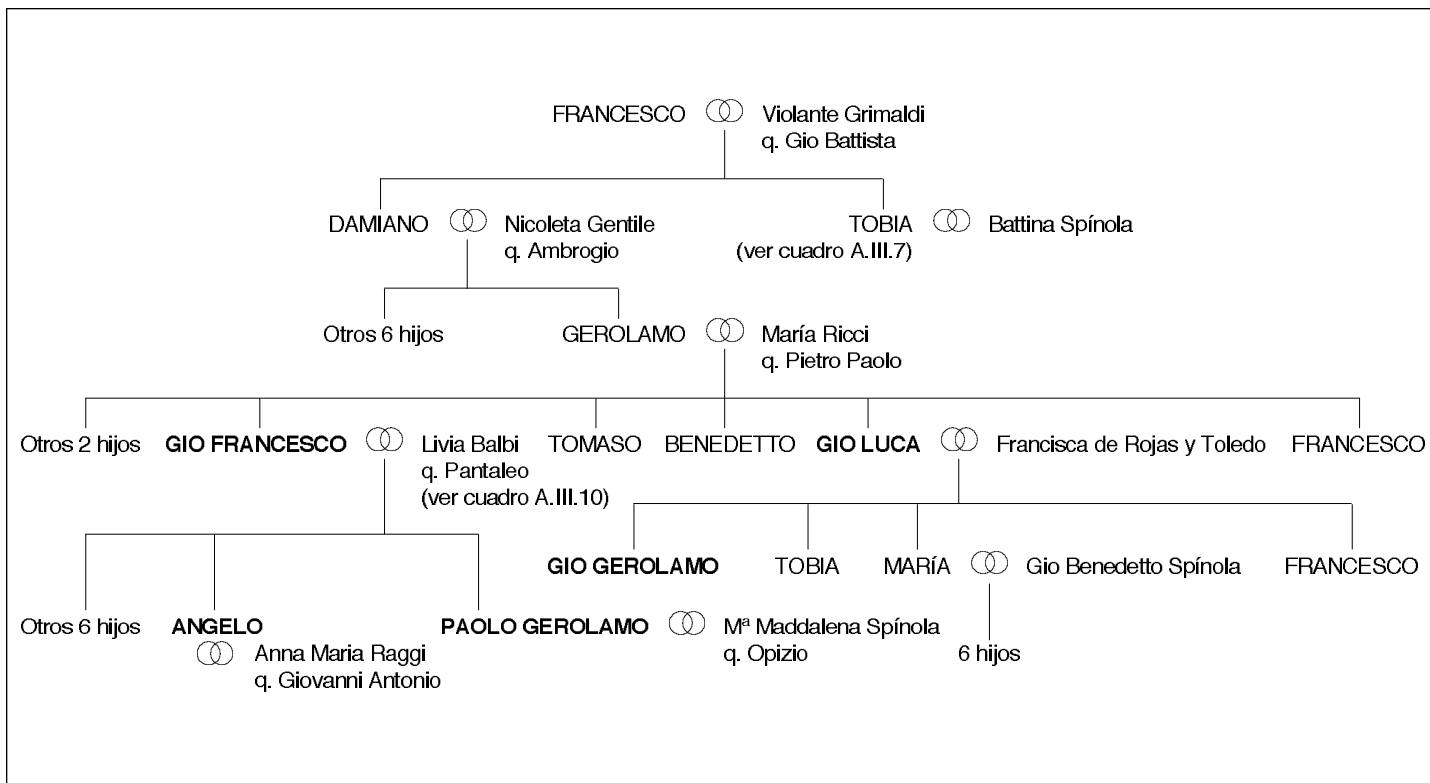 FRANCESCO Violante Grimaldi
q. Gio Battista
DAMIANO Nicoleta Gentile TOBIA Battina Spínola
q. Ambrogio (ver cuadro A.III.7)
Otros 6 hijos GEROLAMO María Ricci
q. Pietro Paolo
Otros 2 hijos GIO FRANCESCO Livia Balbi TOMASO BENEDETTO GIO LUCA Francisca de Rojas y Toledo FRANCESCO
q. Pantaleo
(ver cuadro A.III.10)
GIO GEROLAMO TOBIA MARÍA Gio Benedetto Spínola FRANCESCO
Otros 6 hijos ANGELO PAOLO GEROLAMO Mª Maddalena Spínola
Anna Maria Raggi q. Opizio 6 hijos
q. Giovanni Antonio